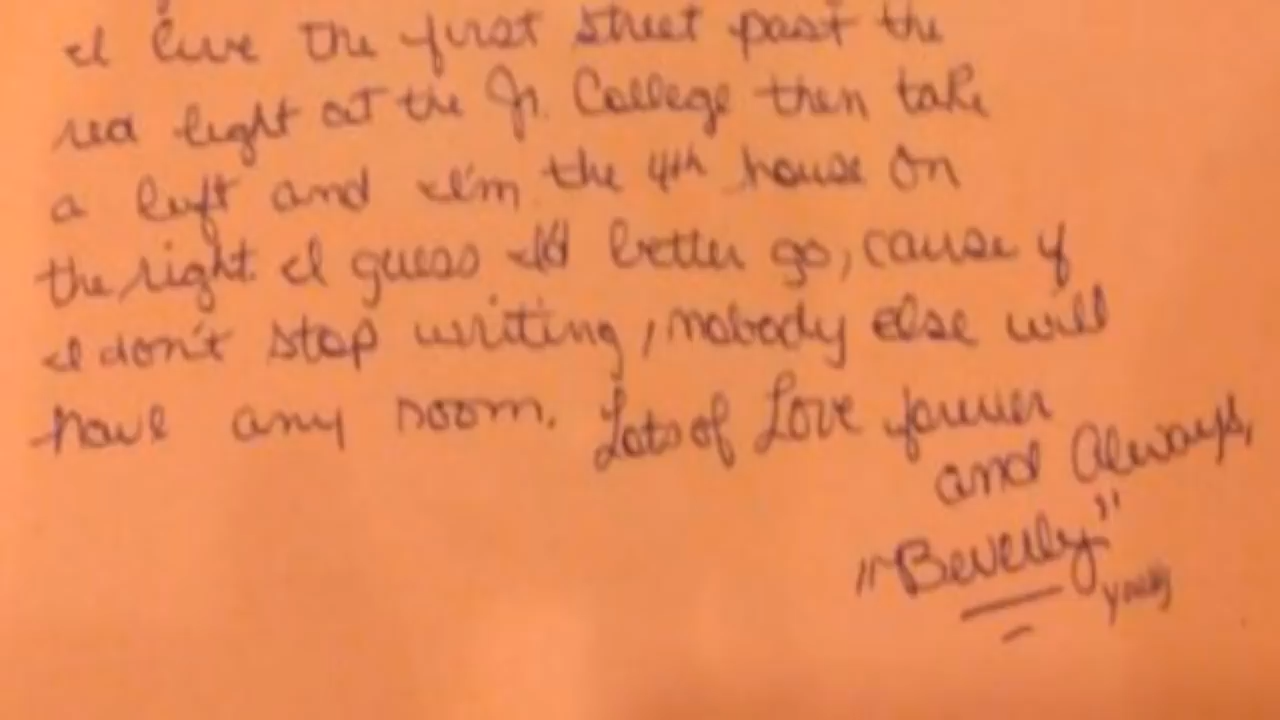 I live the first street past the
red light at the Jr. College then take
a left and I'm the 4th house on
the right. I guess I'd better go, cause if
I don't stop writing, nobody else will
have any room. Lots of Love forever
and Always,
"Beverly"